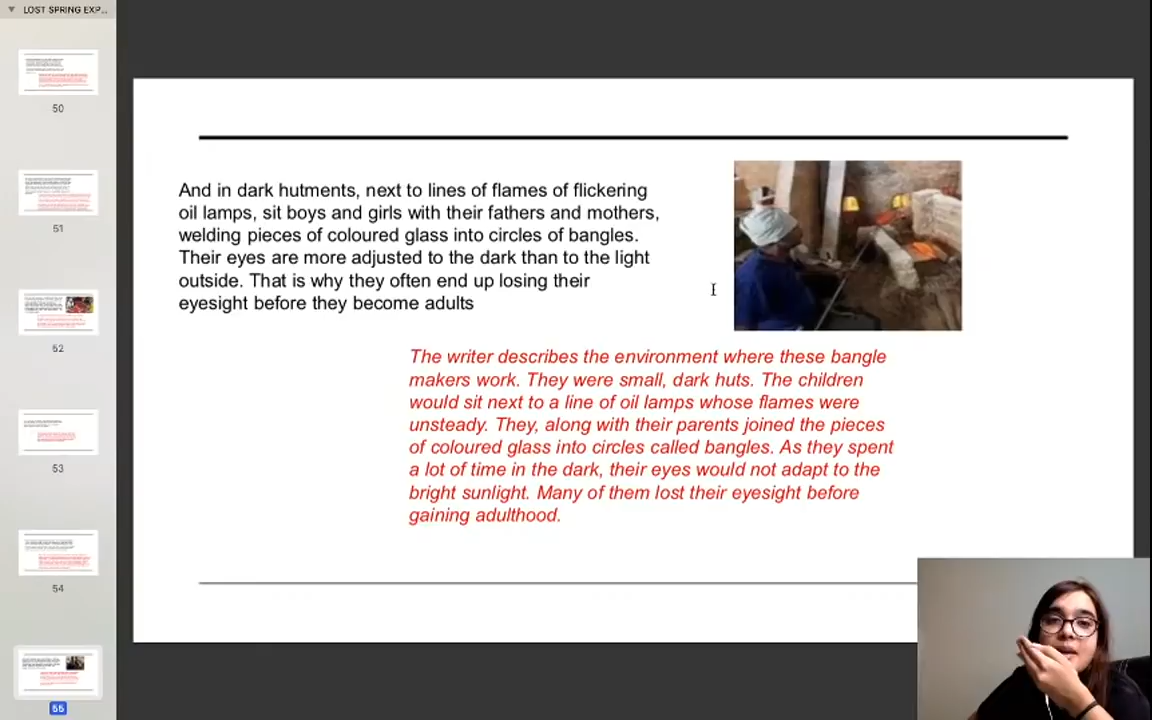 LOST SPRING EXP...
50
51
52
53
54
55
And in dark hutments, next to lines of flames of flickering
oil lamps, sit boys and girls with their fathers and mothers,
welding pieces of coloured glass into circles of bangles.
Their eyes are more adjusted to the dark than to the light
outside. That is why they often end up losing their
eyesight before they become adults
The writer describes the environment where these bangle
makers work. They were small, dark huts. The children
would sit next to a line of oil lamps whose flames were
unsteady. They, along with their parents joined the pieces
of coloured glass into circles called bangles. As they spent
a lot of time in the dark, their eyes would not adapt to the
bright sunlight. Many of them lost their eyesight before
gaining adulthood.